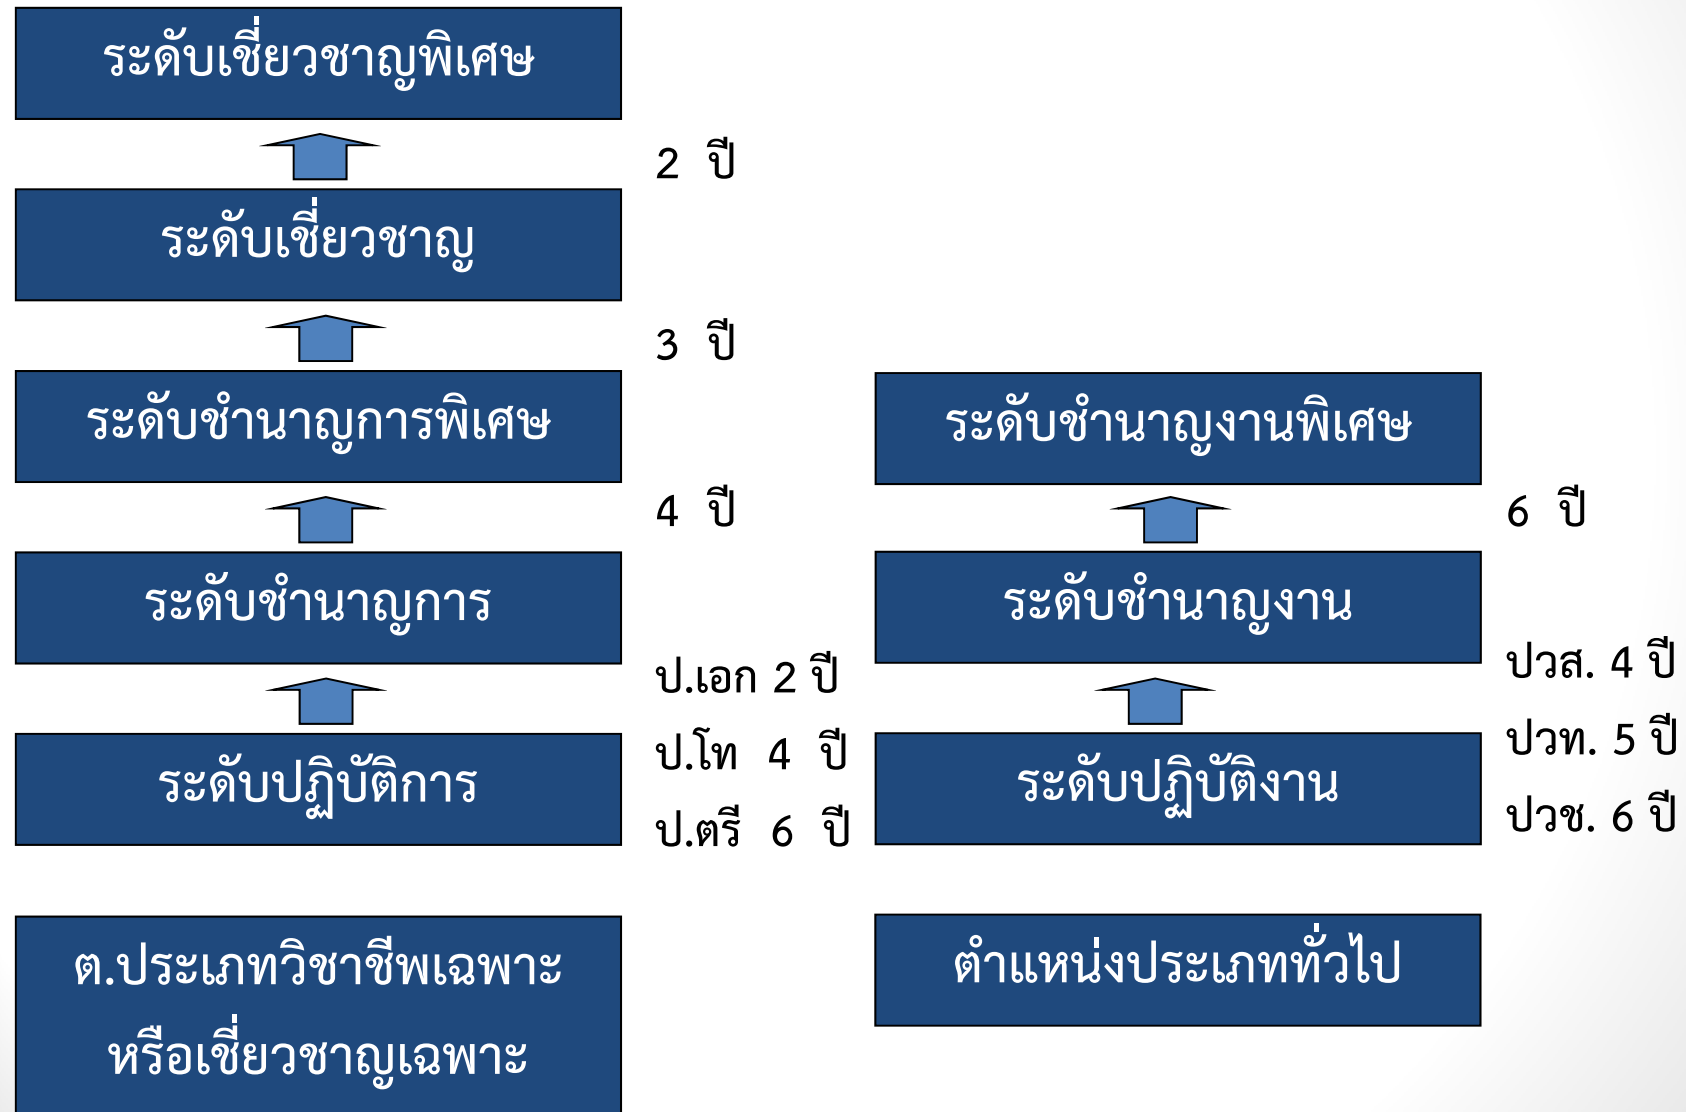 ระดับเชี่ยวชาญพิเศษ
2 ปี
ระดับเชี่ยวชาญ
3 ปี
ระดับชำนาญการพิเศษ
4 ปี
ระดับชำนาญการ
ป.เอก 2 ปี
ป.โท 4 ปี
ป.ตรี 6 ปี
ระดับปฏิบัติการ
ต.ประเภทวิชาชีพเฉพาะ
หรือเชี่ยวชาญเฉพาะ
ระดับชำนาญงานพิเศษ
6 ปี
ระดับชำนาญงาน
ปวส. 4 ปี
ปวท. 5 ปี
ปวช. 6 ปี
ระดับปฏิบัติงาน
ตำแหน่งประเภททั่วไป